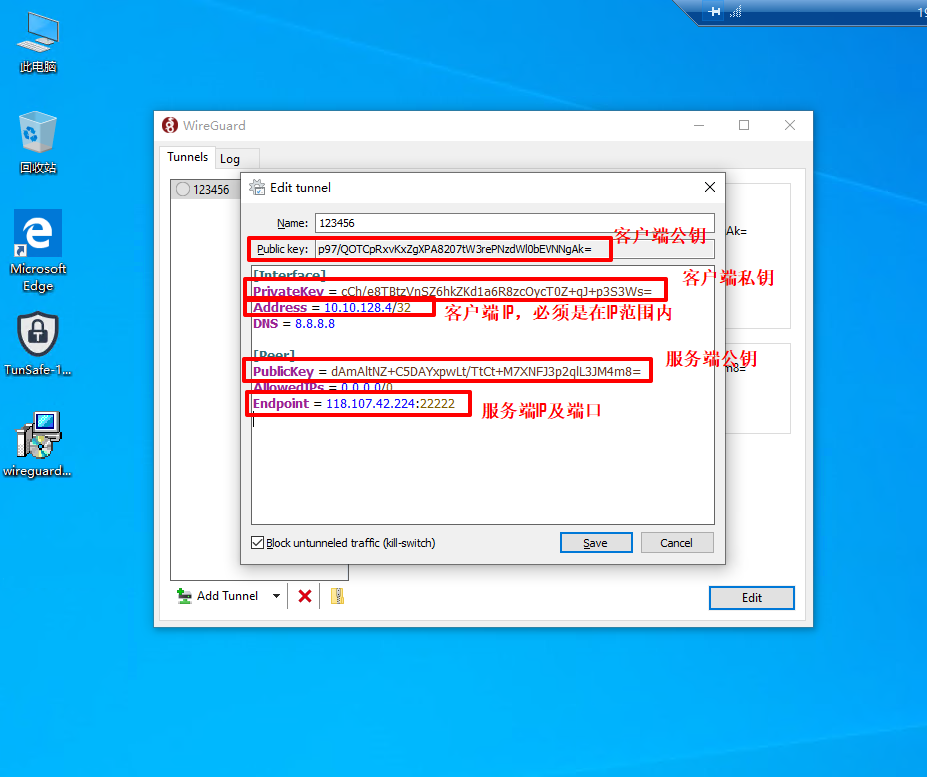 19
此电脑
回收站
Microsoft
Edge
TunSafe-1...
wireguard...
WireGuard
Tunnels
Log
123456
Edit tunnel
Name: 123456
Public key: p97/QOTCpRxvKxZgXPA8207tW3rePNzdWl0bEVNNgAk=
客户端公钥
Ak=
[Interface]
PrivateKey = cCh/e8TBtzVnSZ6hkZKd1a6R8zcOycT0Z+qJ+p3S3Ws=
客户端私钥
Address = 10.10.128.4/32
客户端IP，必须是在IP范围内
DNS = 8.8.8.8
[Peer]
服务端公钥
PublicKey = dAmAltNZ+C5DAYxpwLt/TtCt+M7XNFJ3p2qlL3JM4m8=
m8=
AllowedIPs = 0.0.0.0/0
Endpoint = 118.107.42.224:22222
服务端IP及端口
Block untunneled traffic (kill-switch)
Save
Cancel
Add Tunnel
Edit